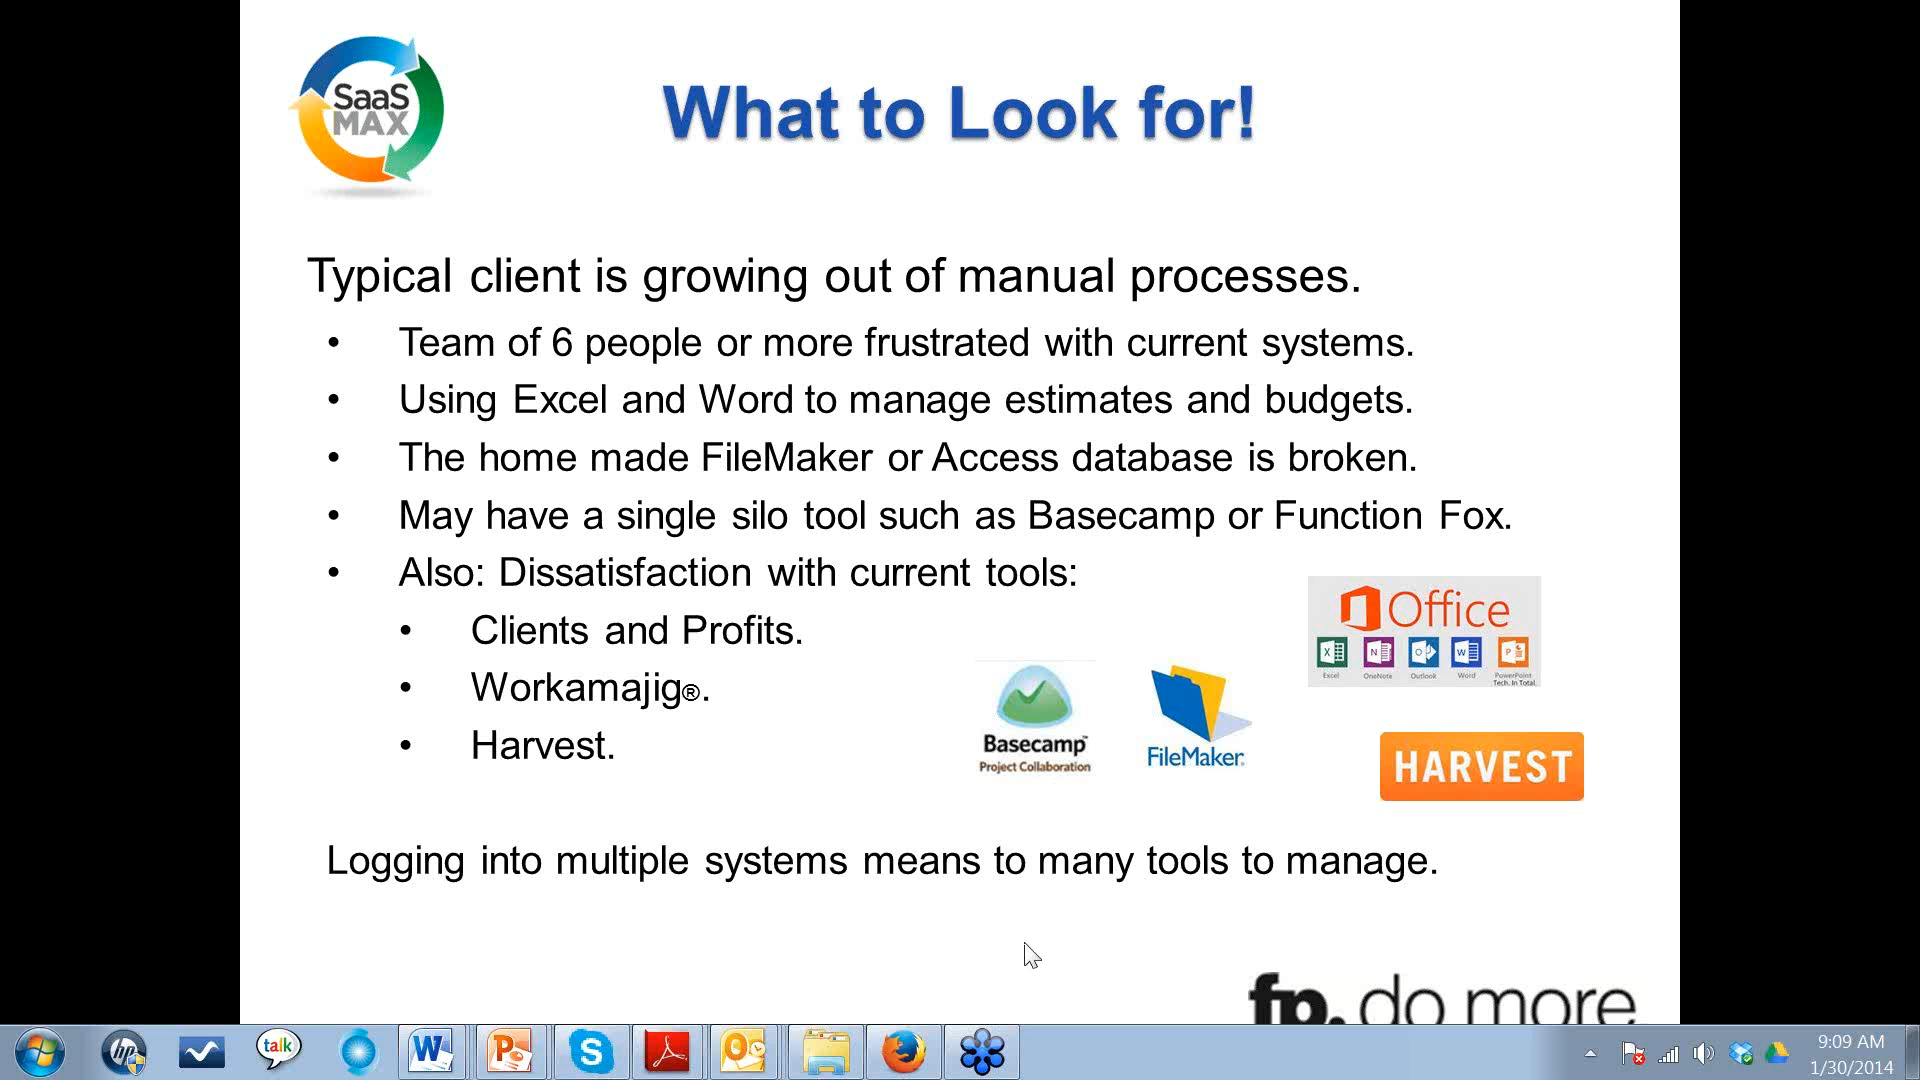 SaaS
MAX
What to Look for!
Typical client is growing out of manual processes.
• Team of 6 people or more frustrated with current systems.
• Using Excel and Word to manage estimates and budgets.
• The home made FileMaker or Access database is broken.
• May have a single silo tool such as Basecamp or Function Fox.
• Also: Dissatisfaction with current tools:
• Clients and Profits.
• Workamajig®.
• Harvest.
Office
Excel OneNote Outlook Word PowerPoint
Tech. In Total.
Basecamp™
Project Collaboration
FileMaker.
HARVEST
Logging into multiple systems means to many tools to manage.
fp. do more
hp
talk
9:09 AM
1/30/2014